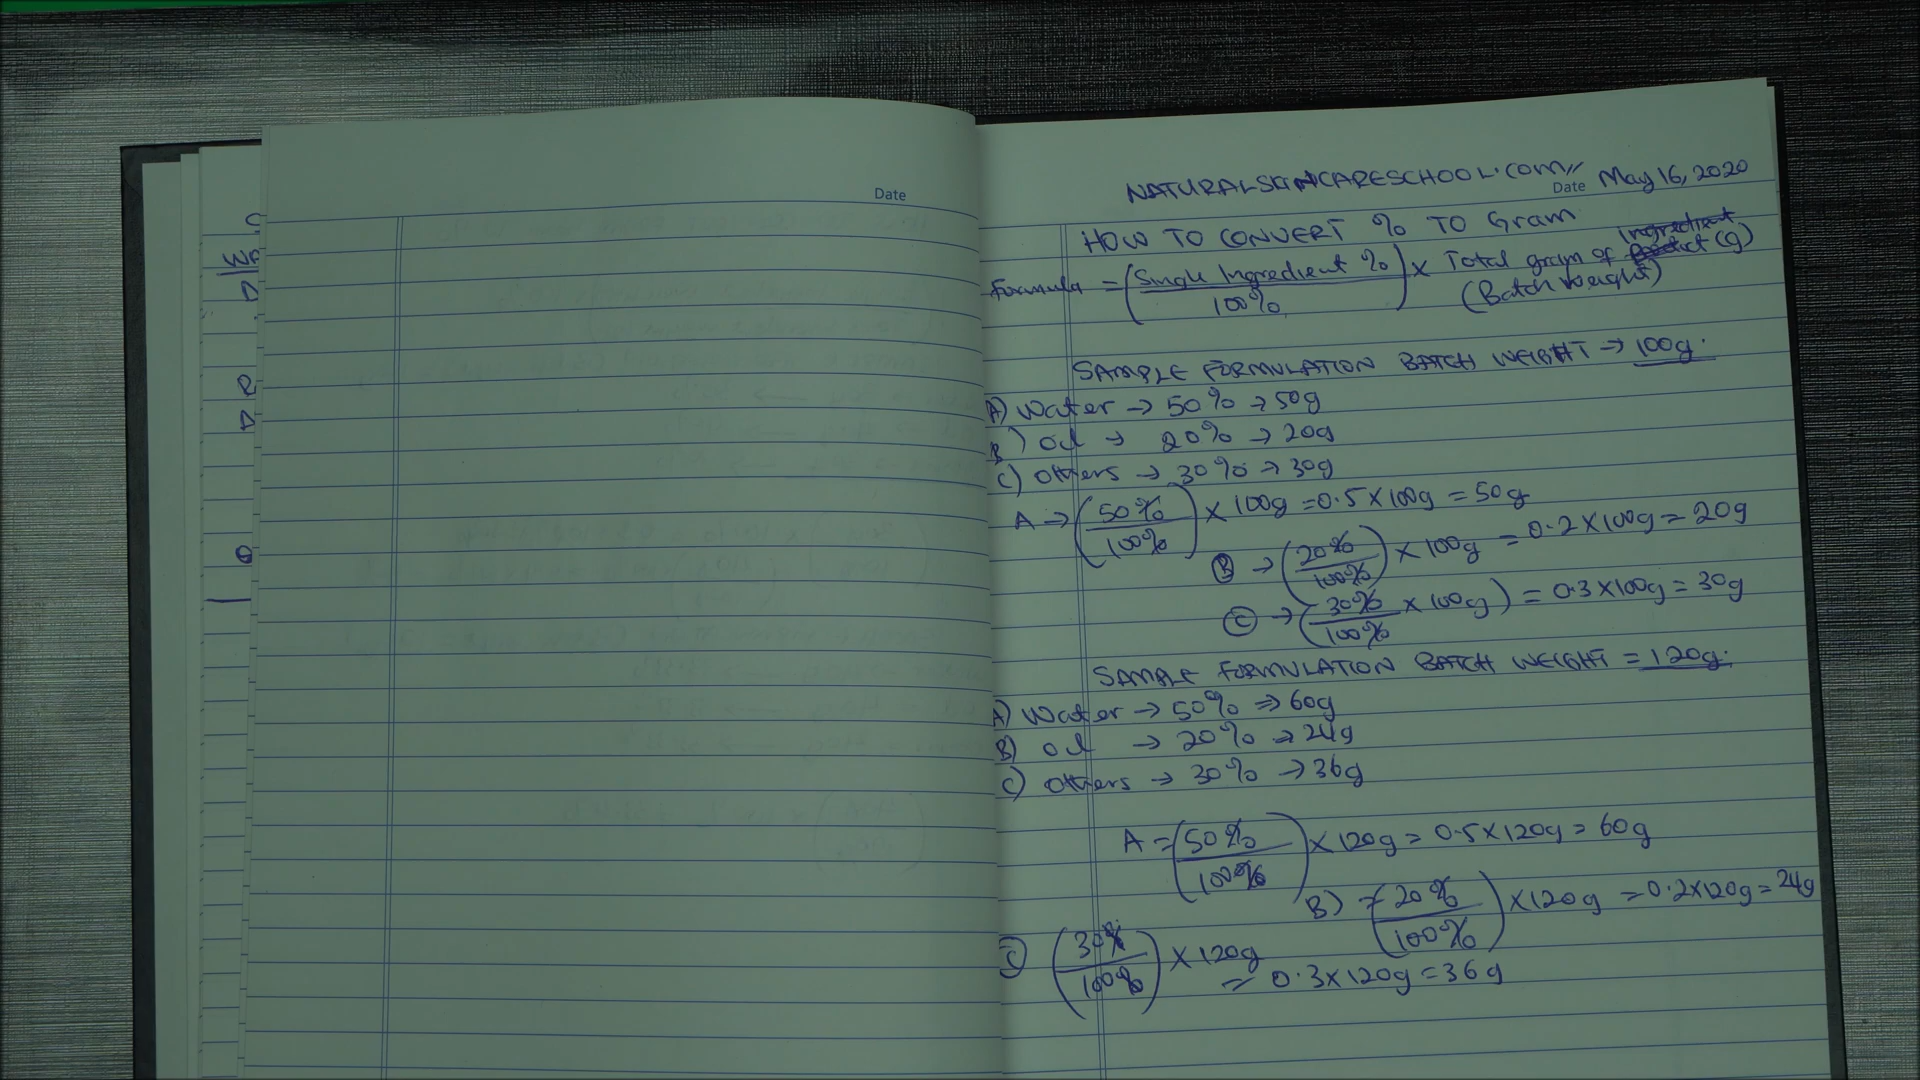 Date
C
WA
D
R
A
O
NATURALSKINCARESCHOOL.COM// Date May 16, 2020
HOW TO CONVERT % TO Gram
Formula = (Single Ingredient % / 100%) × Total gram of Ingredient (g)
(Batch weight)
SAMPLE FORMULATION BATCH WEIGHT → 100g.
A) Water → 50% → 50g
B) Oil → 20% → 20g
C) Others → 30% → 30g
A → (50% / 100%) × 100g = 0.5 × 100g = 50g
B → (20% / 100%) × 100g = 0.2 × 100g = 20g
C → (30% / 100% × 100g) = 0.3 × 100g = 30g
SAMPLE FORMULATION BATCH WEIGHT = 120g.
A) Water → 50% ⇒ 60g
B) Oil → 20% → 24g
C) Others → 30% → 36g
A = (50% / 100%) × 120g = 0.5 × 120g = 60g
B) = (20% / 100%) × 120g = 0.2 × 120g = 24g
C) (30% / 100%) × 120g
= 0.3 × 120g = 36g